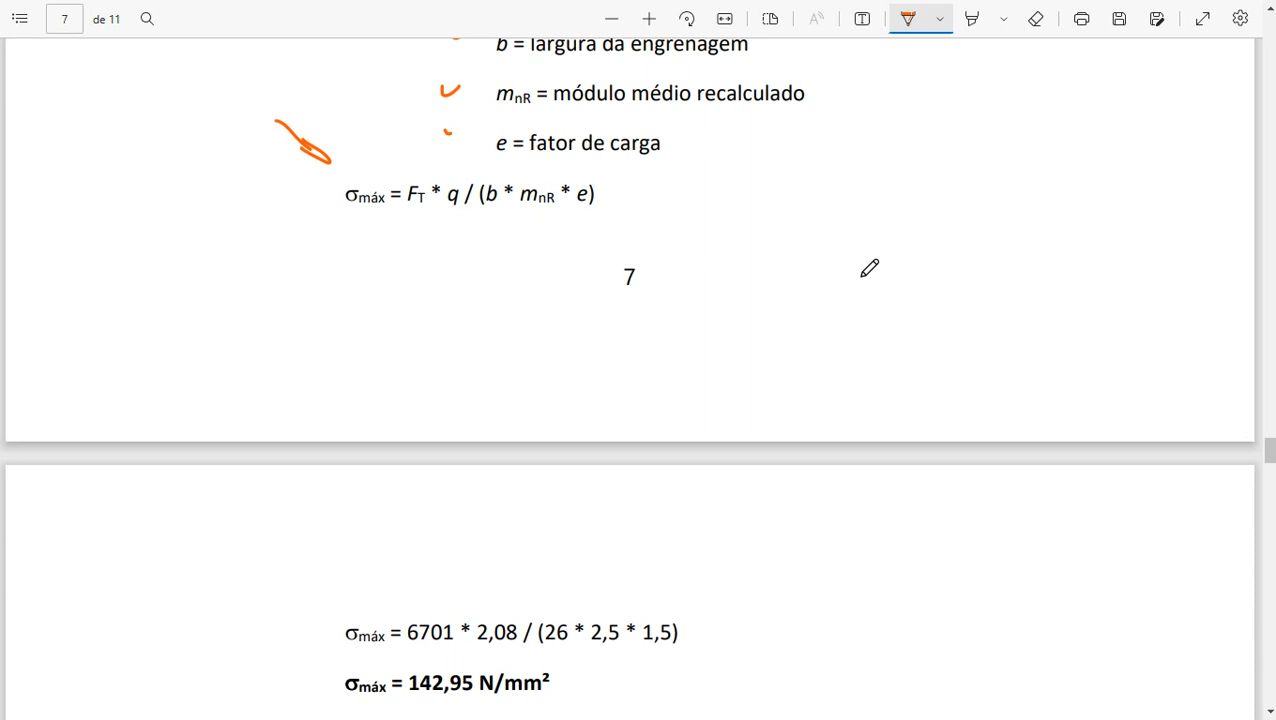 7 de 11
b = largura da engrenagem
mnR = módulo médio recalculado
e = fator de carga
σmáx = FT * q / (b * mnR * e)
7
σmáx = 6701 * 2,08 / (26 * 2,5 * 1,5)
σmáx = 142,95 N/mm²